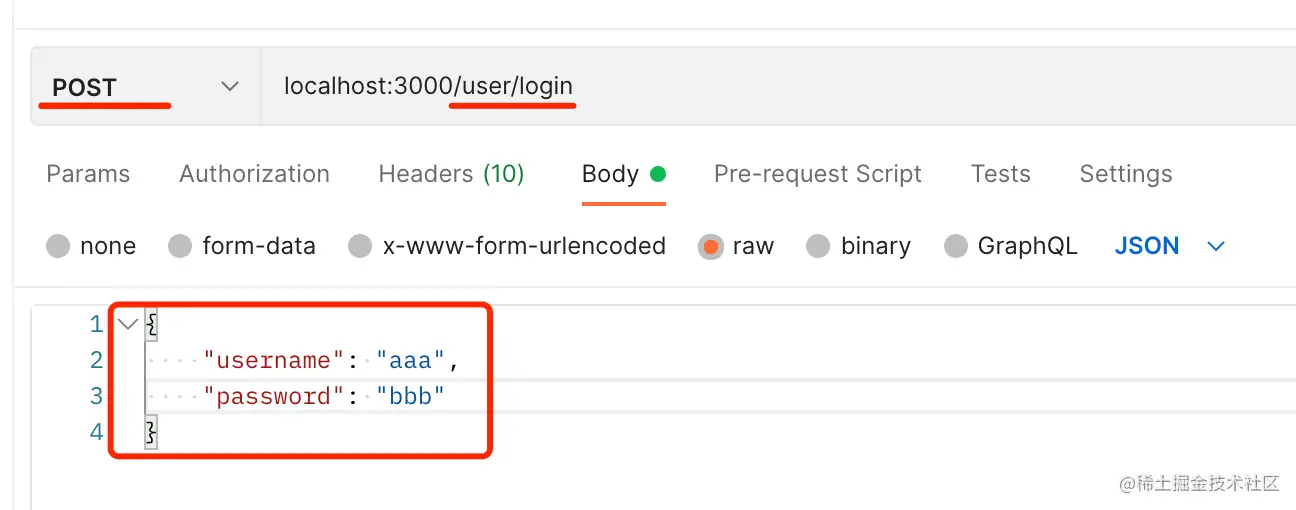 POST localhost:3000/user/login
Params Authorization Headers (10) Body Pre-request Script Tests Settings
none form-data x-www-form-urlencoded raw binary GraphQL JSON
1 {
2 "username": "aaa",
3 "password": "bbb"
4 }
@稀土掘金技术社区